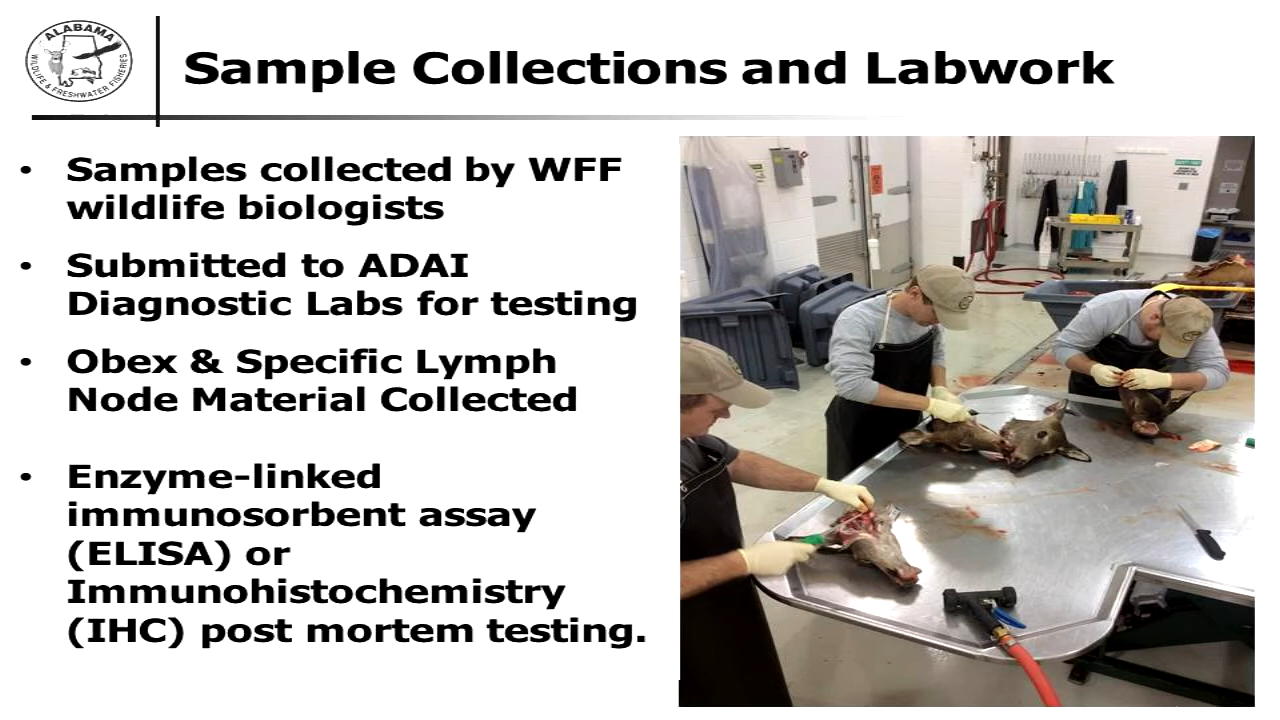 ALABAMA
WILDLIFE & FRESHWATER FISHERIES
Sample Collections and Labwork
• Samples collected by WFF
wildlife biologists
• Submitted to ADAI
Diagnostic Labs for testing
• Obex & Specific Lymph
Node Material Collected
• Enzyme-linked
immunosorbent assay
(ELISA) or
Immunohistochemistry
(IHC) post mortem testing.